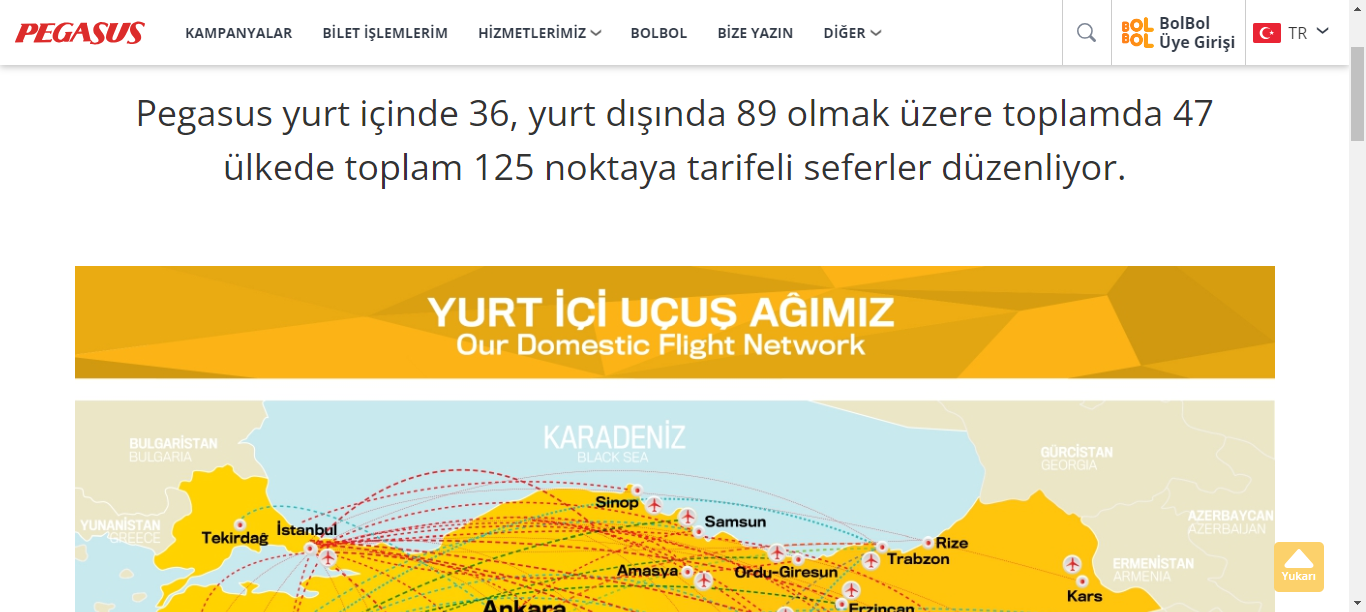 PEGASUS
KAMPANYALAR
BİLET İŞLEMLERİM
HİZMETLERİMİZ
BOLBOL
BİZE YAZIN
DİĞER
BOL
BOL
BolBol
Üye Girişi
TR
Pegasus yurt içinde 36, yurt dışında 89 olmak üzere toplamda 47
ülkede toplam 125 noktaya tarifeli seferler düzenliyor.
YURT İÇİ UÇUŞ AĞIMIZ
Our Domestic Flight Network
KARADENİZ
BLACK SEA
BULGARİSTAN
BULGARIA
GÜRCİSTAN
GEORGIA
Sinop
Samsun
YUNANİSTAN
GREECE
Tekirdağ
İstanbul
AZERBAYCAN
AZERBAIJAN
Rize
Trabzon
Amasya
Ordu-Giresun
ERMENİSTAN
ARMENIA
Yukarı
Kars
Ankara
Erzincan